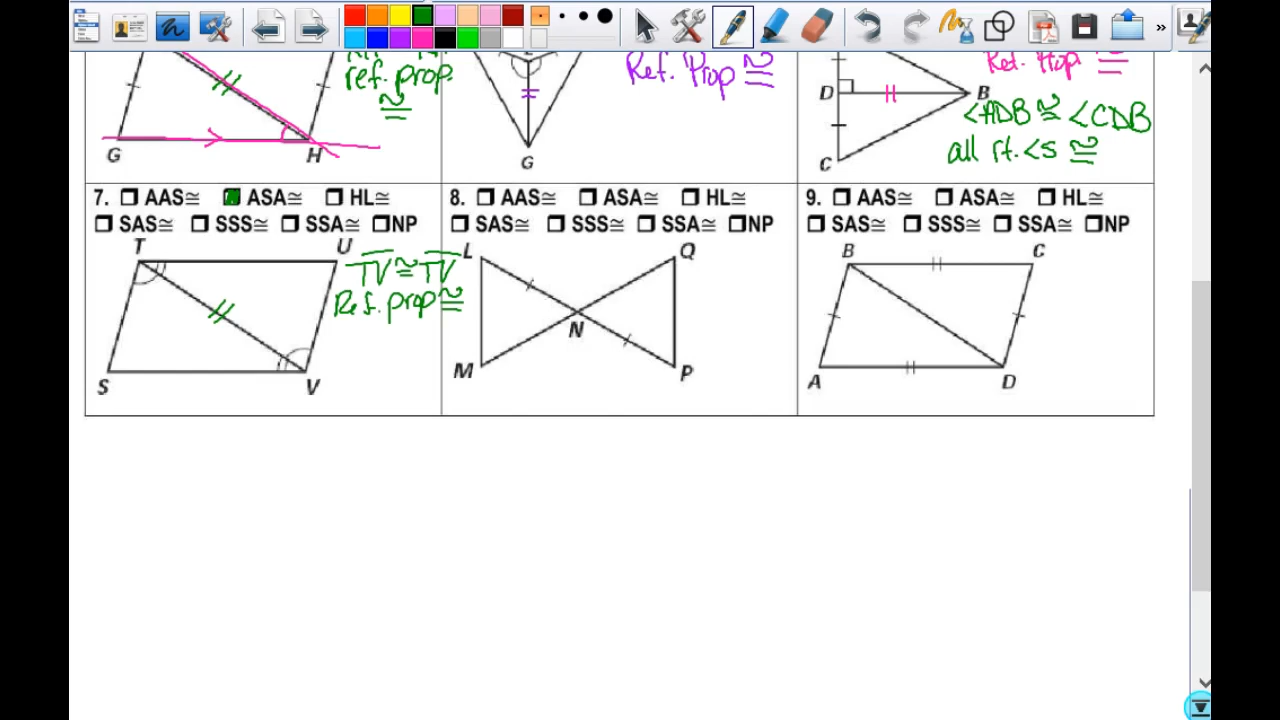 ref. prop.
≅
Ref. Prop ≅
Ref. Prop ≅
G
H
G
D
B
C
<ADB ≅ <CDB
all rt. <s ≅
7. AAS≅ ASA≅ HL≅
SAS≅ SSS≅ SSA≅ NP
T
U
S
V
TV ≅ TV
Ref. prop ≅
8. AAS≅ ASA≅ HL≅
SAS≅ SSS≅ SSA≅ NP
L
Q
N
M
P
9. AAS≅ ASA≅ HL≅
SAS≅ SSS≅ SSA≅ NP
B
C
A
D